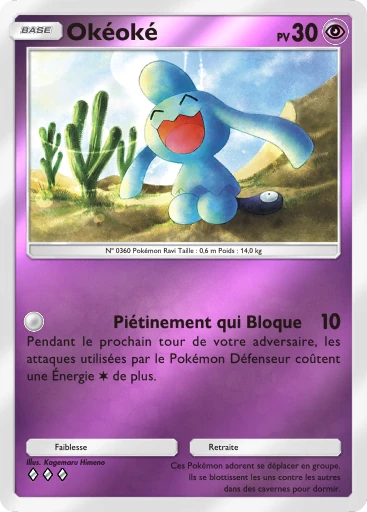 BASE Okéoké PV 30
N° 0360 Pokémon Ravi Taille : 0,6 m Poids : 14,0 kg
Piétinement qui Bloque 10
Pendant le prochain tour de votre adversaire, les
attaques utilisées par le Pokémon Défenseur coûtent
une Énergie de plus.
Faiblesse
Retraite
Illus. Kagemaru Himeno
Ces Pokémon adorent se déplacer en groupe.
Ils se blottissent les uns contre les autres
dans des cavernes pour dormir.